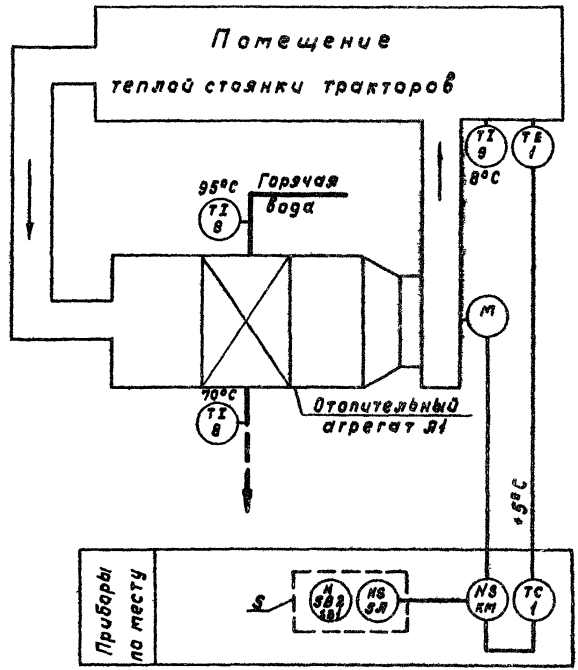 Помещение
теплой стоянки тракторов
TI
9
8°C
TE
1
95°C
Горячая
вода
TI
8
M
70°C
TI
8
Отопительный
агрегат А1
+5°C
Приборы
по месту
S
H
SB2
SB1
HS
SA
NS
KM
TC
1